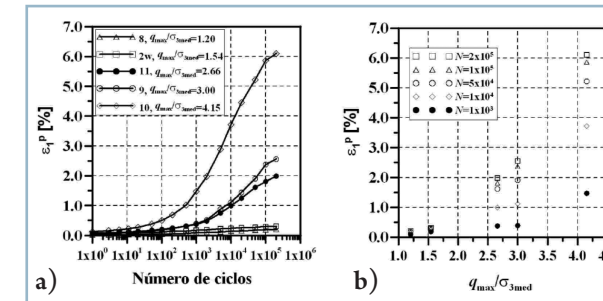 8, qmax/σ3med=1.20
2w, qmax/σ3med=1.54
11, qmax/σ3med=2.66
9, qmax/σ3med=3.00
10, qmax/σ3med=4.15
ε1p [%]
7.0
6.0
5.0
4.0
3.0
2.0
1.0
0.0
1x10⁰ 1x10¹ 1x10² 1x10³ 1x10⁴ 1x10⁵ 1x10⁶
Número de ciclos
a)
N=2x10⁵
N=1x10⁵
N=5x10⁴
N=1x10⁴
N=1x10³
ε1p [%]
7.0
6.0
5.0
4.0
3.0
2.0
1.0
0.0
1.0 1.5 2.0 2.5 3.0 3.5 4.0
qmax/σ3med
b)